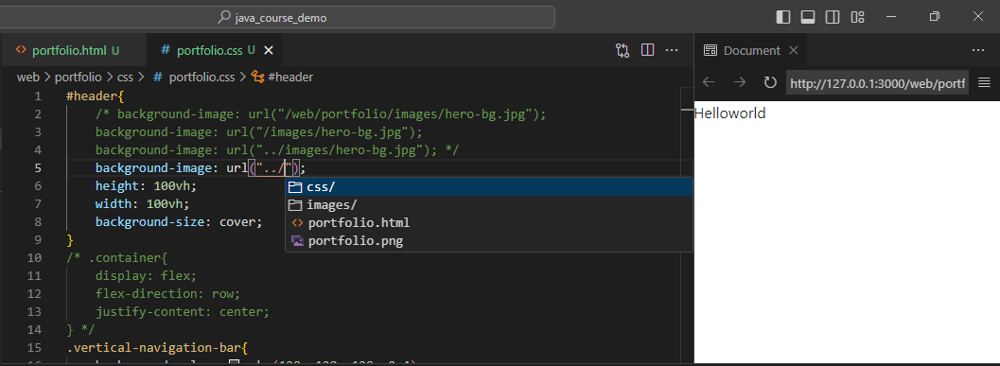 java_course_demo
portfolio.html U
portfolio.css U
Document
web > portfolio > css > # portfolio.css > #header
http://127.0.0.1:3000/web/portf
1 #header{
2 /* background-image: url("/web/portfolio/images/hero-bg.jpg");
3 background-image: url("/images/hero-bg.jpg");
4 background-image: url("../images/hero-bg.jpg"); */
5 background-image: url("../");
css/
6 height: 100vh;
images/
7 width: 100vh;
portfolio.html
8 background-size: cover;
portfolio.png
9 }
10 /* .container{
11 display: flex;
12 flex-direction: row;
13 justify-content: center;
14 } */
15 .vertical-navigation-bar{
Helloworld